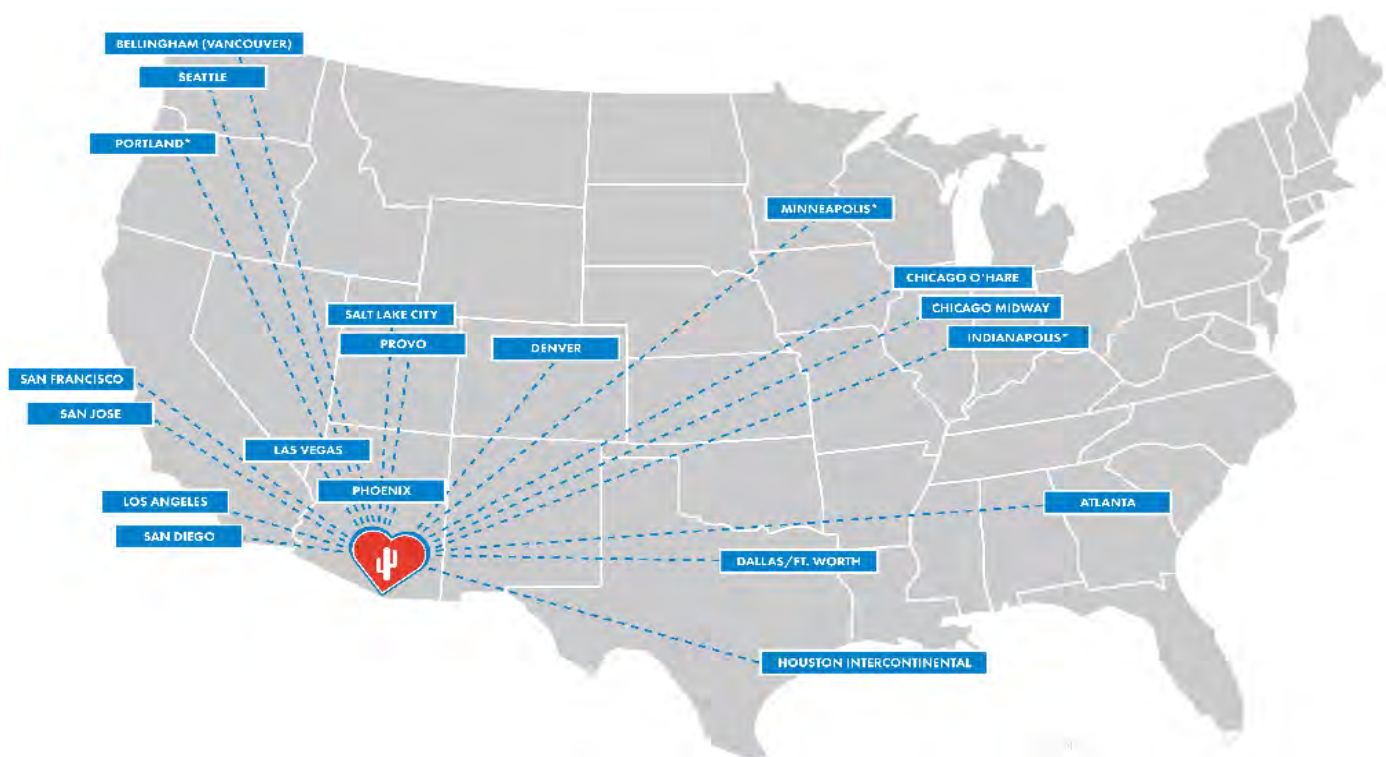 BELLINGHAM (VANCOUVER)
SEATTLE
PORTLAND*
MINNEAPOLIS*
CHICAGO O'HARE
CHICAGO MIDWAY
SALT LAKE CITY
INDIANAPOLIS*
PROVO
DENVER
SAN FRANCISCO
SAN JOSE
LAS VEGAS
PHOENIX
LOS ANGELES
ATLANTA
SAN DIEGO
DALLAS/FT. WORTH
HOUSTON INTERCONTINENTAL